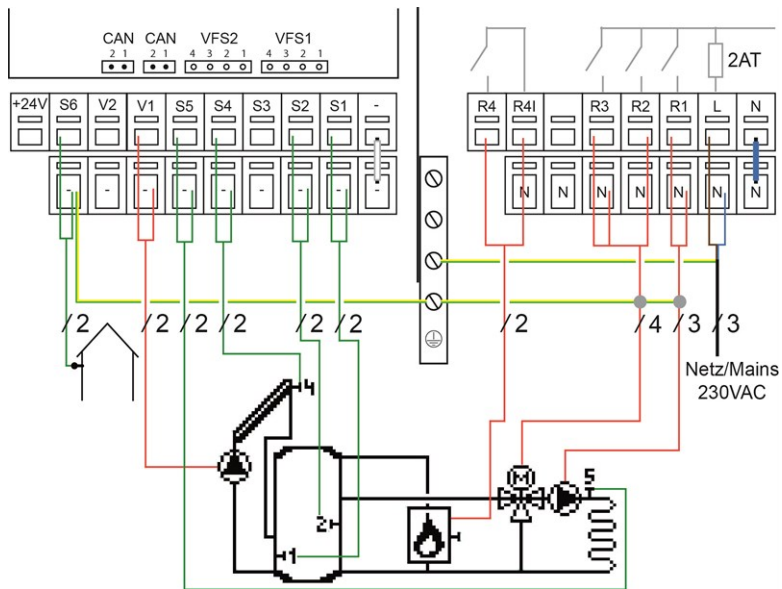 CAN CAN VFS2 VFS1
2 1 2 1 4 3 2 1 4 3 2 1
2AT
+24V S6 V2 V1 S5 S4 S3 S2 S1 - R4 R4I R3 R2 R1 L N
- - - - - - - - - N N N N N N N
/2 /2 /2 /2 /2 /2 /2 /4 /3 /3
Netz/Mains
230VAC
4
M
5
2
1